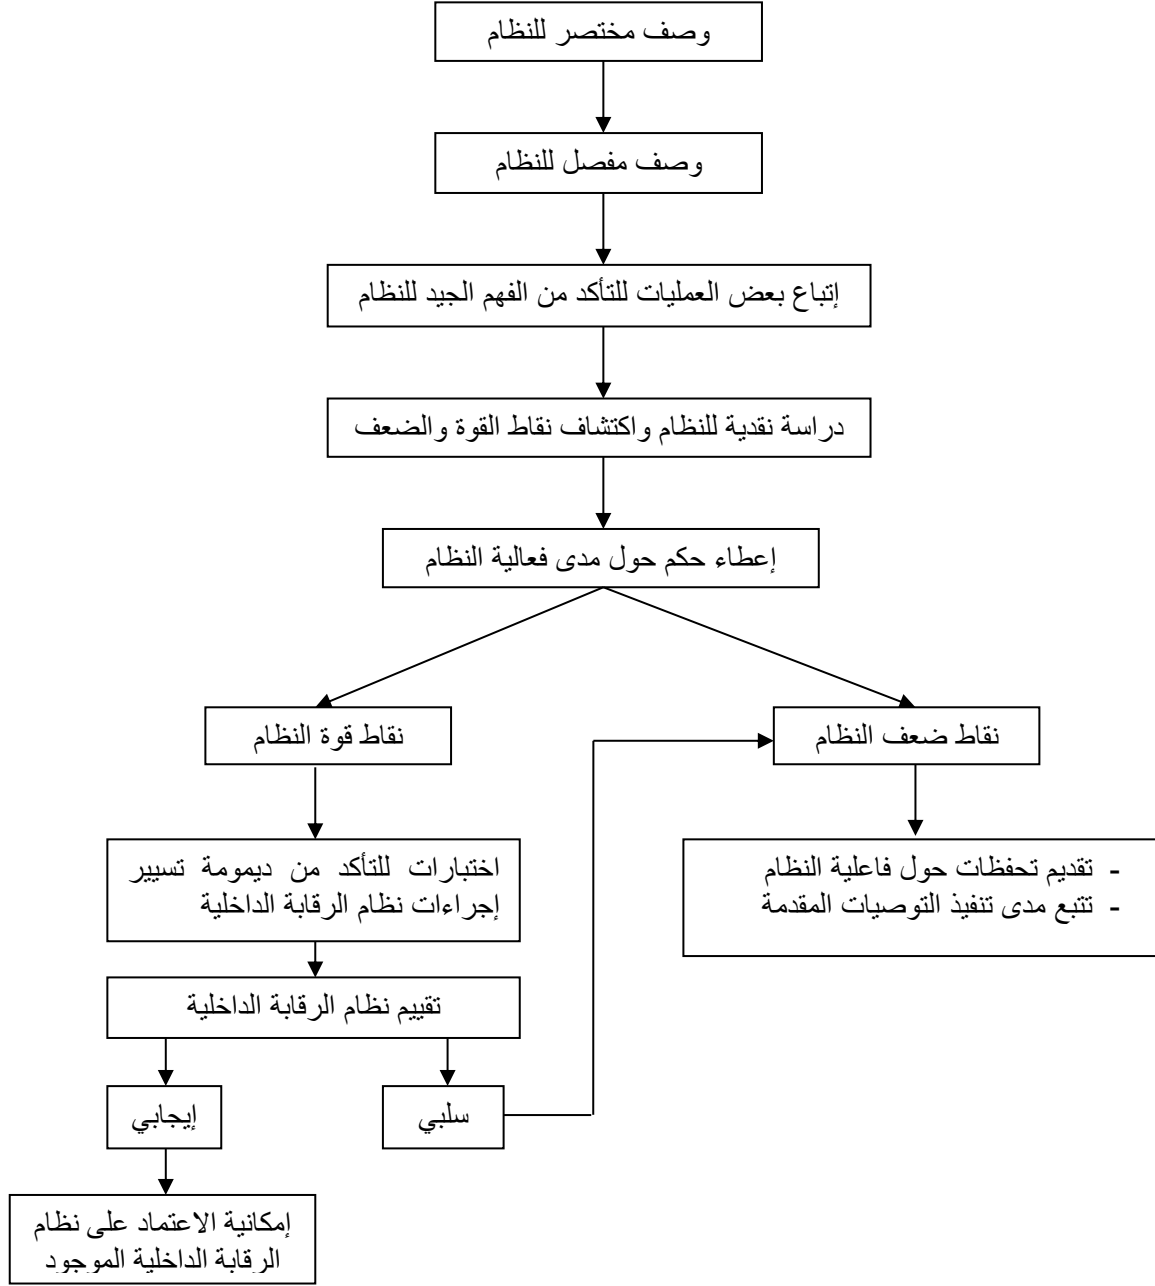 وصف مختصر للنظام
وصف مفصل للنظام
إتباع بعض العمليات للتأكد من الفهم الجيد للنظام
دراسة نقدية للنظام واكتشاف نقاط القوة والضعف
إعطاء حكم حول مدى فعالية النظام
نقاط قوة النظام
نقاط ضعف النظام
اختبارات للتأكد من ديمومة تسيير
إجراءات نظام الرقابة الداخلية
- تقديم تحفظات حول فاعلية النظام
- تتبع مدى تنفيذ التوصيات المقدمة
تقييم نظام الرقابة الداخلية
إيجابي
سلبي
إمكانية الاعتماد على نظام
الرقابة الداخلية الموجود